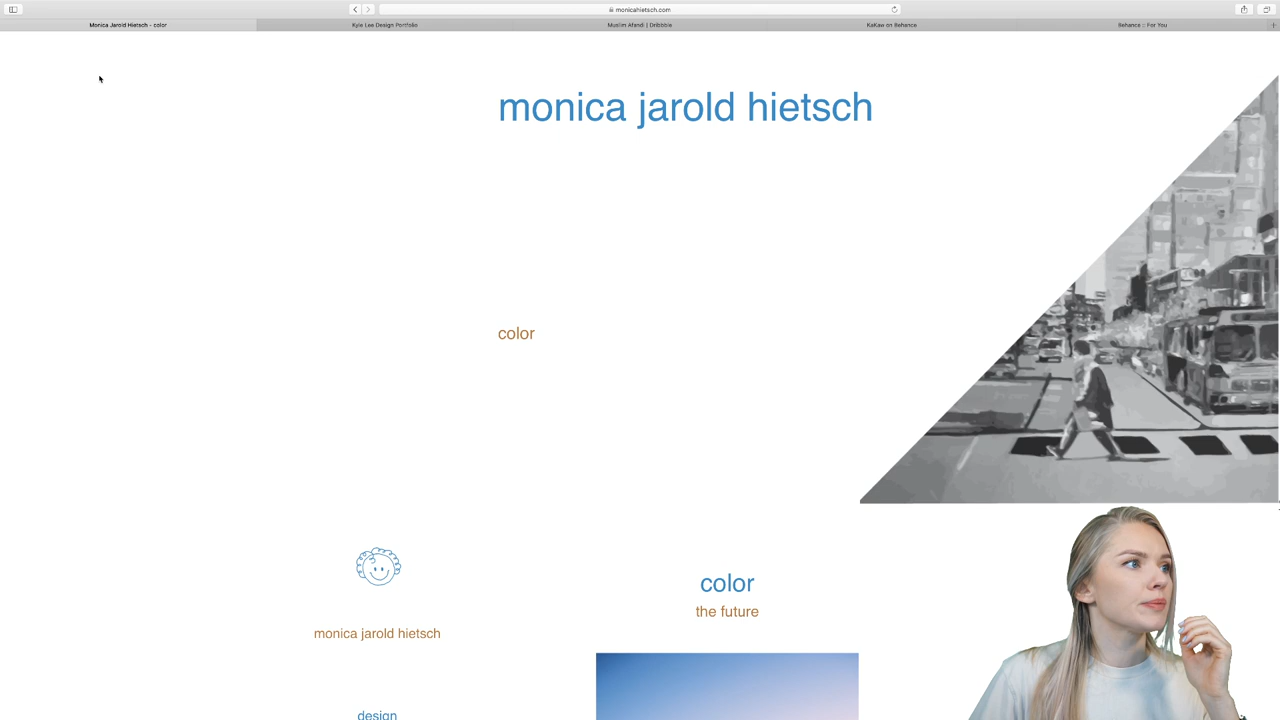 monicahietsch.com
Monica Jarold Hietsch - color
Kyle Lee Design Portfolio
Muslim Afandi | Dribbble
KaKaw on Behance
Behance :: For You
monica jarold hietsch
color
color
the future
monica jarold hietsch
design